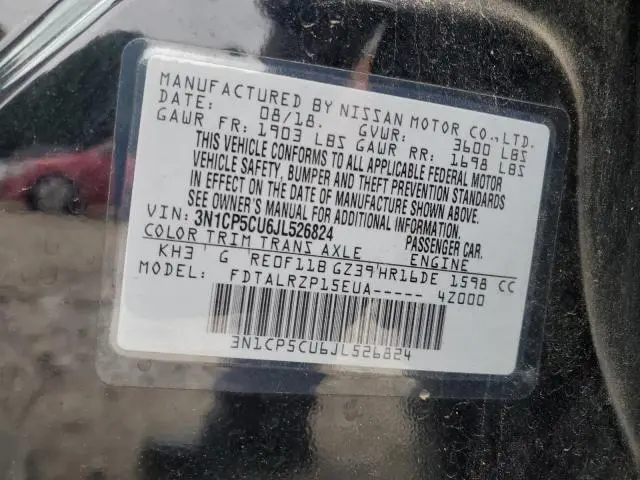 MANUFACTURED BY NISSAN MOTOR CO., LTD.
DATE: 08/18. GVWR: 3600 LBS
GAWR FR: 1903 LBS GAWR RR: 1698 LBS
THIS VEHICLE CONFORMS TO ALL APPLICABLE FEDERAL MOTOR
VEHICLE SAFETY, BUMPER AND THEFT PREVENTION STANDARDS
IN EFFECT ON THE DATE OF MANUFACTURE SHOWN ABOVE.
SEE OWNER'S MANUAL FOR ADDITIONAL INFORMATION.
VIN: 3N1CP5CU6JL526824 PASSENGER CAR.
COLOR TRIM TRANS AXLE ENGINE
KH3 G RE0F11B GZ39 HR16DE 1598 CC
MODEL: FDTALRZP15EUA----- 4Z000
3N1CP5CU6JL526824